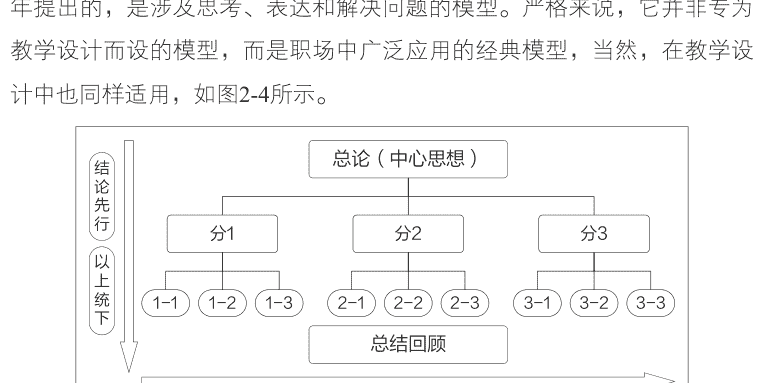 年提出的，是涉及思考、表达和解决问题的模型。严格来说，它并非专为
教学设计而设的模型，而是职场中广泛应用的经典模型，当然，在教学设
计中也同样适用，如图2-4所示。
总论（中心思想）
结论先行
分1 分2 分3
以上统下
1-1 1-2 1-3 2-1 2-2 2-3 3-1 3-2 3-3
总结回顾